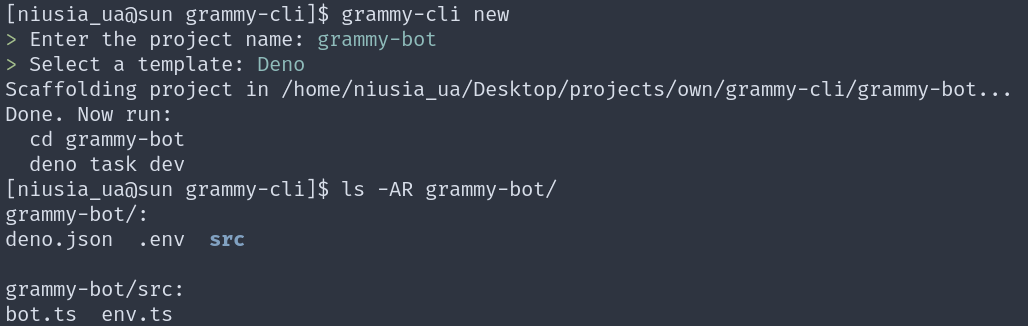 [niusia_ua@sun grammy-cli]$ grammy-cli new
> Enter the project name: grammy-bot
> Select a template: Deno
Scaffolding project in /home/niusia_ua/Desktop/projects/own/grammy-cli/grammy-bot...
Done. Now run:
  cd grammy-bot
  deno task dev
[niusia_ua@sun grammy-cli]$ ls -AR grammy-bot/
grammy-bot/:
deno.json  .env  src

grammy-bot/src:
bot.ts  env.ts